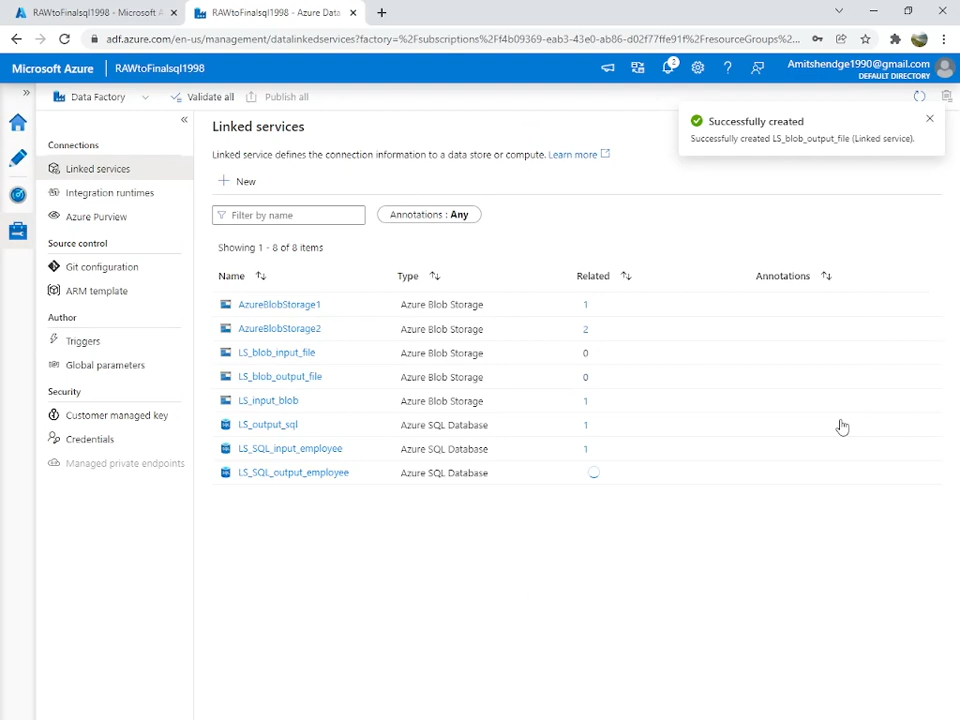 RAWtoFinalsql1998 - Microsoft A
RAWtoFinalsql1998 - Azure Data
adf.azure.com/en-us/management/datalinkedservices?factory=%2Fsubscriptions%2Ff4b09369-eab3-43e0-ab86-d02f77ffe91f%2FresourceGroups%2...
Microsoft Azure
RAWtoFinalsql1998
2
Amitshendge1990@gmail.com
DEFAULT DIRECTORY
Data Factory
Validate all
Publish all
Successfully created
Successfully created LS_blob_output_file (Linked service).
Connections
Linked services
Integration runtimes
Azure Purview
Source control
Git configuration
ARM template
Author
Triggers
Global parameters
Security
Customer managed key
Credentials
Managed private endpoints
Linked services
Linked service defines the connection information to a data store or compute. Learn more
New
Filter by name
Annotations : Any
Showing 1 - 8 of 8 items
Name Type Related Annotations
AzureBlobStorage1 Azure Blob Storage 1
AzureBlobStorage2 Azure Blob Storage 2
LS_blob_input_file Azure Blob Storage 0
LS_blob_output_file Azure Blob Storage 0
LS_input_blob Azure Blob Storage 1
LS_output_sql Azure SQL Database 1
LS_SQL_input_employee Azure SQL Database 1
LS_SQL_output_employee Azure SQL Database